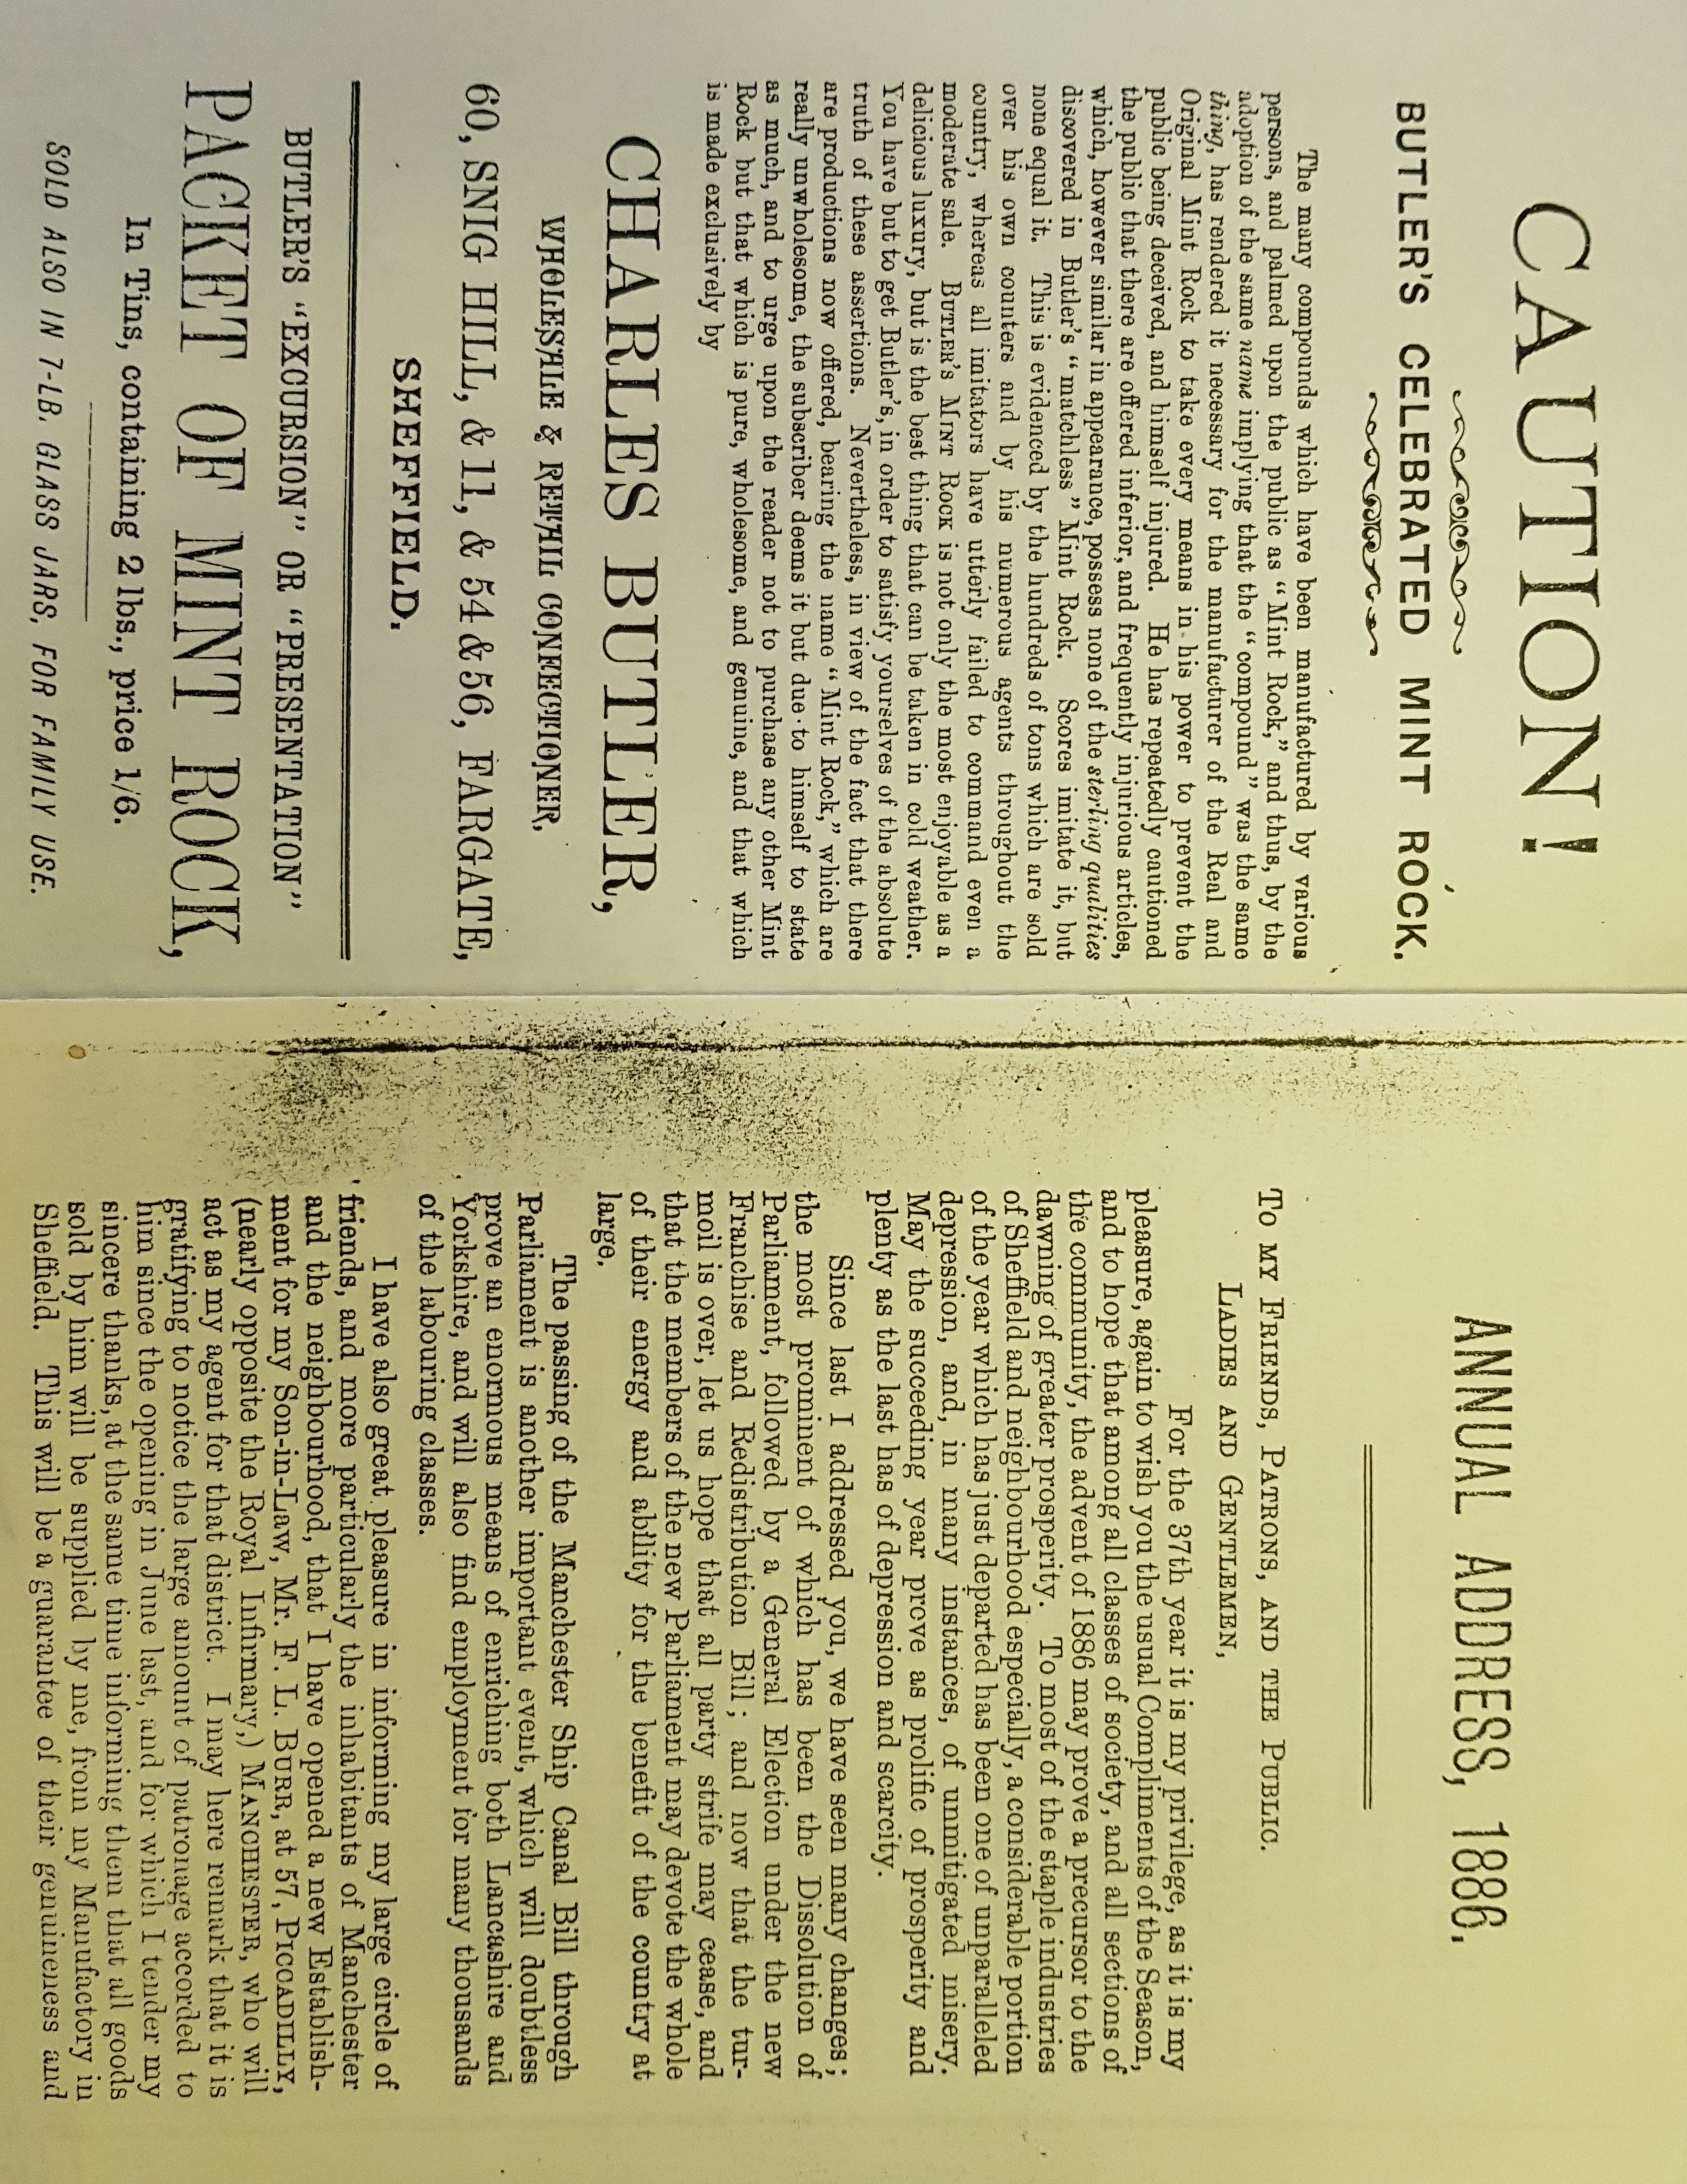 CAUTION!
BUTLER'S CELEBRATED MINT ROCK.
The many compounds which have been manufactured by various
persons, and palmed upon the public as “Mint Rock,” and thus, by the
adoption of the same name implying that the “compound” was the same
thing, has rendered it necessary for the manufacturer of the Real and
Original Mint Rock to take every means in his power to prevent the
public being deceived, and himself injured. He has repeatedly cautioned
the public that there are offered inferior, and frequently injurious articles,
which, however similar in appearance, possess none of the sterling qualities
discovered in Butler's “matchless” Mint Rock. Scores imitate it, but
none equal it. This is evidenced by the hundreds of tons which are sold
over his own counters and by his numerous agents throughout the
country, whereas all imitators have utterly failed to command even a
moderate sale. BUTLER'S MINT ROCK is not only the most enjoyable as a
delicious luxury, but is the best thing that can be taken in cold weather.
You have but to get Butler's, in order to satisfy yourselves of the absolute
truth of these assertions. Nevertheless, in view of the fact that there
are productions now offered, bearing the name “Mint Rock,” which are
really unwholesome, the subscriber deems it but due to himself to state
as much, and to urge upon the reader not to purchase any other Mint
Rock but that which is pure, wholesome, and genuine, and that which
is made exclusively by
CHARLES BUTLER,
WHOLESALE & RETAIL CONFECTIONER,
60, SNIG HILL, & 11, & 54 & 56, FARGATE,
SHEFFIELD.
BUTLER'S “EXCURSION” OR “PRESENTATION”
PACKET OF MINT ROCK,
In Tins, containing 2 lbs., price 1/6.
SOLD ALSO IN 7-LB. GLASS JARS, FOR FAMILY USE.
ANNUAL ADDRESS, 1886.
TO MY FRIENDS, PATRONS, AND THE PUBLIC.
LADIES AND GENTLEMEN,
For the 37th year it is my privilege, as it is my
pleasure, again to wish you the usual Compliments of the Season,
and to hope that among all classes of society, and all sections of
the community, the advent of 1886 may prove a precursor to the
dawning of greater prosperity. To most of the staple industries
of Sheffield and neighbourhood especially, a considerable portion
of the year which has just departed has been one of unparalleled
depression, and, in many instances, of unmitigated misery.
May the succeeding year prove as prolific of prosperity and
plenty as the last has of depression and scarcity.
Since last I addressed you, we have seen many changes;
the most prominent of which has been the Dissolution of
Parliament, followed by a General Election under the new
Franchise and Redistribution Bill; and now that the tur-
moil is over, let us hope that all party strife may cease, and
that the members of the new Parliament may devote the whole
of their energy and ability for the benefit of the country at
large.
The passing of the Manchester Ship Canal Bill through
Parliament is another important event, which will doubtless
prove an enormous means of enriching both Lancashire and
Yorkshire, and will also find employment for many thousands
of the labouring classes.
I have also great pleasure in informing my large circle of
friends, and more particularly the inhabitants of Manchester
and the neighbourhood, that I have opened a new Establish-
ment for my Son-in-Law, Mr. F. L. BURR, at 57, PICCADILLY,
(nearly opposite the Royal Infirmary,) MANCHESTER, who will
act as my agent for that district. I may here remark that it is
gratifying to notice the large amount of patronage accorded to
him since the opening in June last, and for which I tender my
sincere thanks, at the same time informing them that all goods
sold by him will be supplied by me, from my Manufactory in
Sheffield. This will be a guarantee of their genuineness and